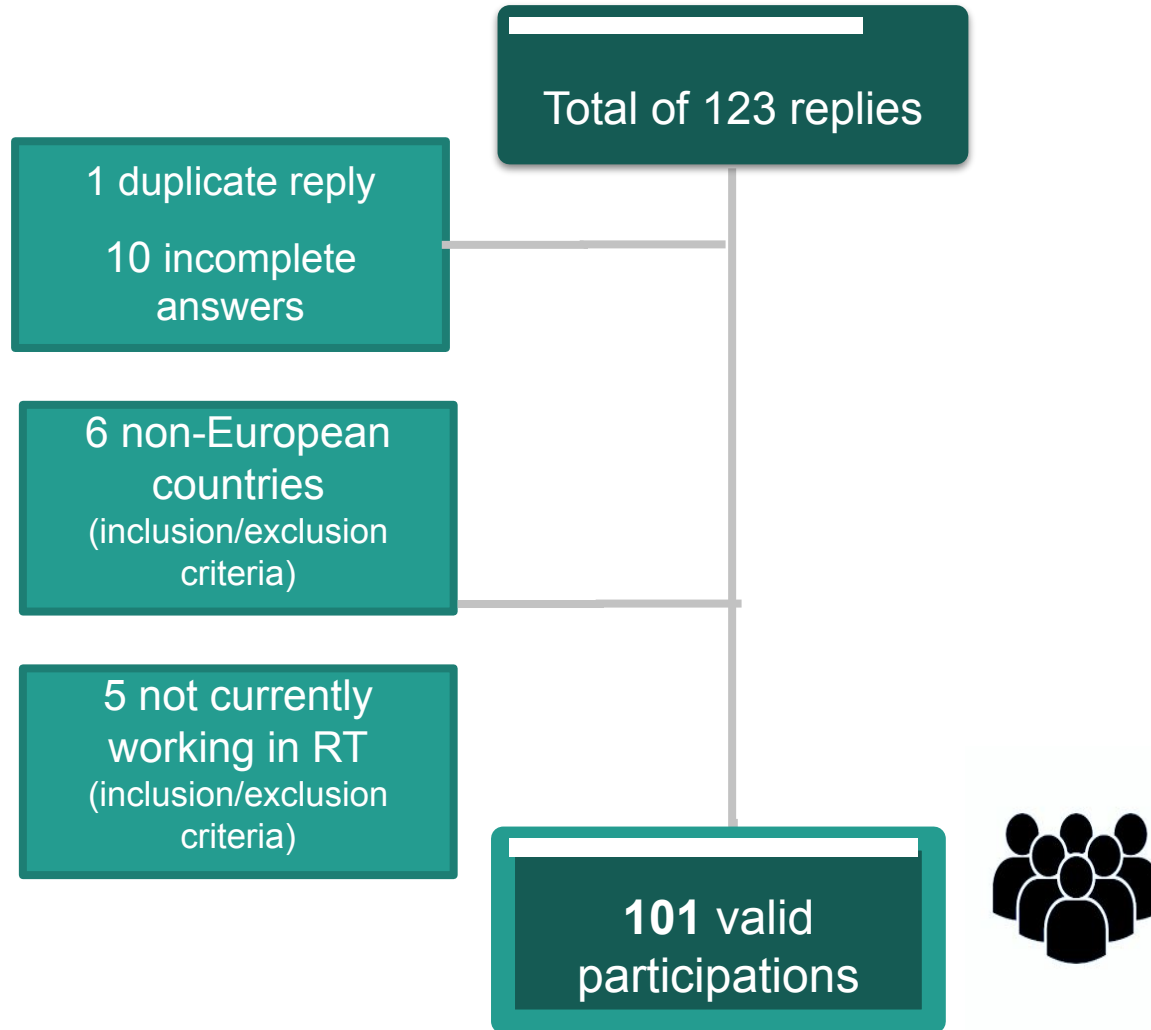 Total of 123 replies
1 duplicate reply
10 incomplete
answers
6 non-European
countries
(inclusion/exclusion
criteria)
5 not currently
working in RT
(inclusion/exclusion
criteria)
101 valid
participations